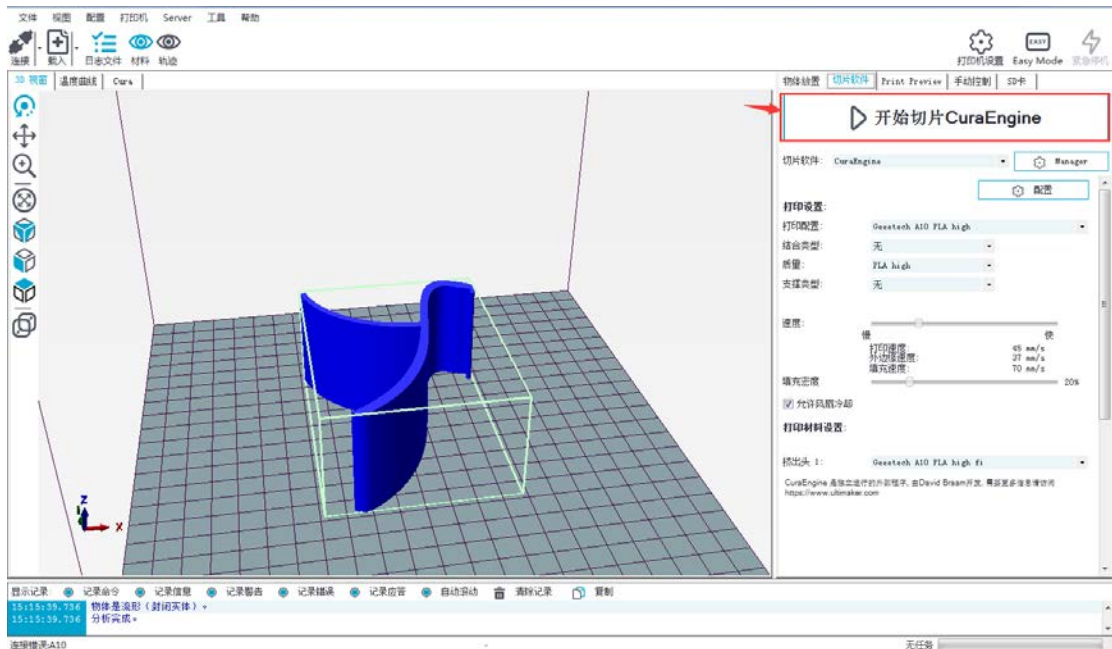 文件 视图 配置 打印机 Server 工具 帮助
连接 载入 日志文件 材料 轨迹 打印机设置 EASY Easy Mode 紧急停机
3D 视窗 温度曲线 Cura 物体放置 切片软件 Print Preview 手动控制 SD卡
开始切片CuraEngine
切片软件: CuraEngine Manager
配置
打印设置:
打印配置: Geeetech A10 PLA high
结合类型: 无
质量: PLA high
支撑类型: 无
速度:
慢 快
打印速度: 45 mm/s
外边缘速度: 37 mm/s
填充速度: 70 mm/s
填充密度 20%
允许风扇冷却
打印材料设置:
挤出头 1: Geeetech A10 PLA high fi
CuraEngine 是独立运行的外部程序, 由David Braam开发, 需要更多信息请访问
https://www.ultimaker.com
Z
X
显示记录: 记录命令 记录信息 记录警告 记录错误 记录应答 自动滚动 清除记录 复制
15:15:39.736 物体是流形（封闭实体）。
15:15:39.736 分析完成。
连接错误:A10 无任务